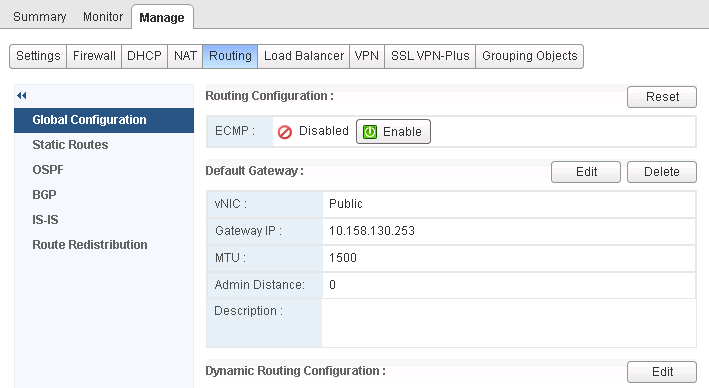 Summary Monitor Manage
Settings Firewall DHCP NAT Routing Load Balancer VPN SSL VPN-Plus Grouping Objects
Global Configuration
Static Routes
OSPF
BGP
IS-IS
Route Redistribution
Routing Configuration : Reset
ECMP : Disabled Enable
Default Gateway : Edit Delete
vNIC : Public
Gateway IP : 10.158.130.253
MTU : 1500
Admin Distance: 0
Description :
Dynamic Routing Configuration : Edit